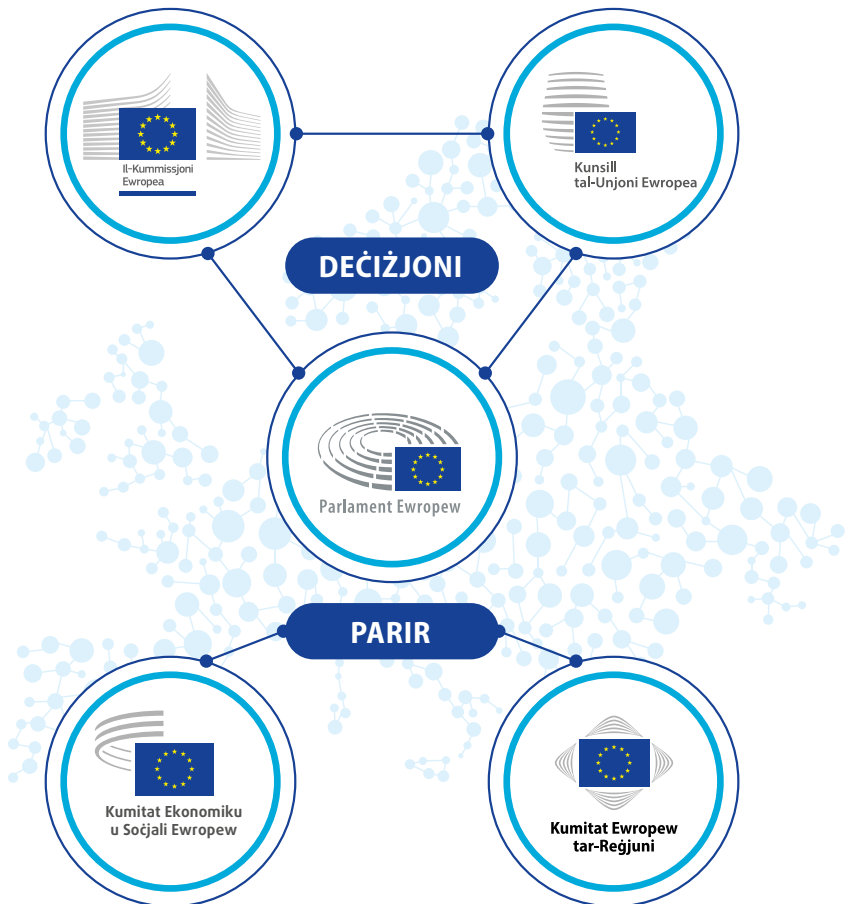 Il-Kummissjoni
Ewropea
Kunsill
tal-Unjoni Ewropea
DEĊIŻJONI
Parlament Ewropew
PARIR
Kumitat Ekonomiku
u Soċjali Ewropew
Kumitat Ewropew
tar-Reġjuni